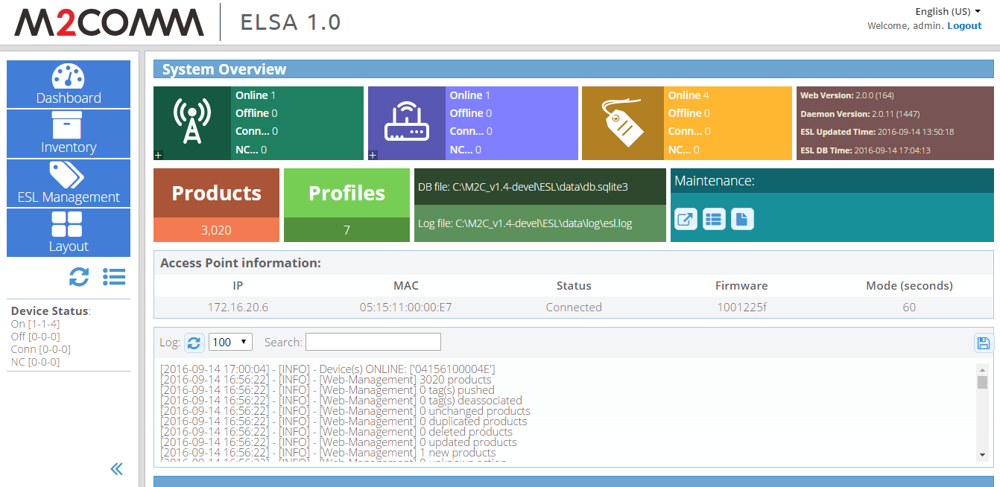 M2COMM
ELSA 1.0
English (US)
Welcome, admin. Logout
Dashboard
Inventory
ESL Management
Layout
Device Status:
On [1-1-4]
Off [0-0-0]
Conn [0-0-0]
NC [0-0-0]
System Overview
Online 1
Offline 0
Conn... 0
NC... 0
Online 1
Offline 0
Conn... 0
NC... 0
Online 4
Offline 0
Conn... 0
NC... 0
Web Version: 2.0.0 (164)
Daemon Version: 2.0.11 (1447)
ESL Updated Time: 2016-09-14 13:50:18
ESL DB Time: 2016-09-14 17:04:13
Products
3,020
Profiles
7
DB file: C:\M2C_v1.4-devel\ESL\data\db.sqlite3
Log file: C:\M2C_v1.4-devel\ESL\data\log\esl.log
Maintenance:
Access Point information:
IP MAC Status Firmware Mode (seconds)
172.16.20.6 05:15:11:00:00:E7 Connected 1001225f 60
Log: 100 Search:
[2016-09-14 17:00:04] - [INFO] - Device(s) ONLINE: ['04156100004E']
[2016-09-14 16:56:22] - [INFO] - [Web-Management] 3020 products
[2016-09-14 16:56:22] - [INFO] - [Web-Management] 0 tag(s) pushed
[2016-09-14 16:56:22] - [INFO] - [Web-Management] 0 tag(s) deassociated
[2016-09-14 16:56:22] - [INFO] - [Web-Management] 0 unchanged products
[2016-09-14 16:56:22] - [INFO] - [Web-Management] 0 duplicated products
[2016-09-14 16:56:22] - [INFO] - [Web-Management] 0 deleted products
[2016-09-14 16:56:22] - [INFO] - [Web-Management] 0 updated products
[2016-09-14 16:56:22] - [INFO] - [Web-Management] 1 new products
[2016-09-14 16:56:22] - [INFO] - [Web-Management] 0 unknown action